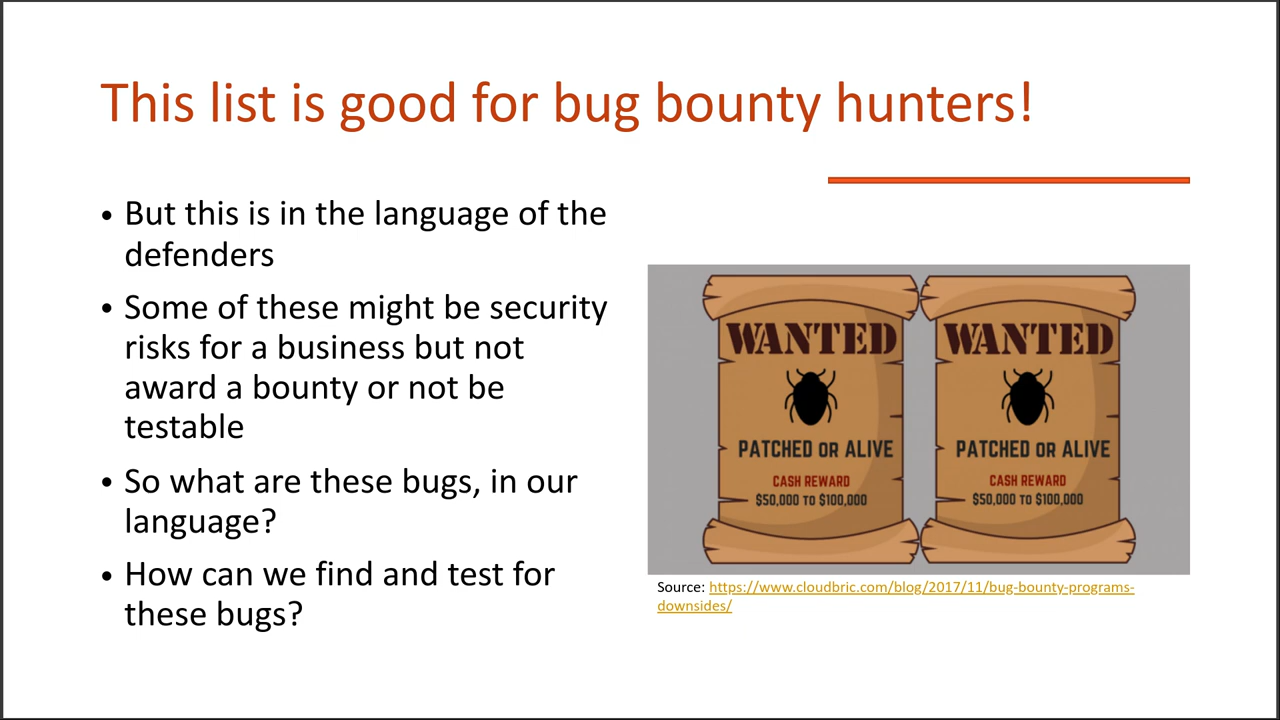 This list is good for bug bounty hunters!
• But this is in the language of the
defenders
• Some of these might be security
risks for a business but not
award a bounty or not be
testable
• So what are these bugs, in our
language?
• How can we find and test for
these bugs?
WANTED
PATCHED OR ALIVE
CASH REWARD
$50,000 TO $100,000
WANTED
PATCHED OR ALIVE
CASH REWARD
$50,000 TO $100,000
Source: https://www.cloudbric.com/blog/2017/11/bug-bounty-programs-
downsides/